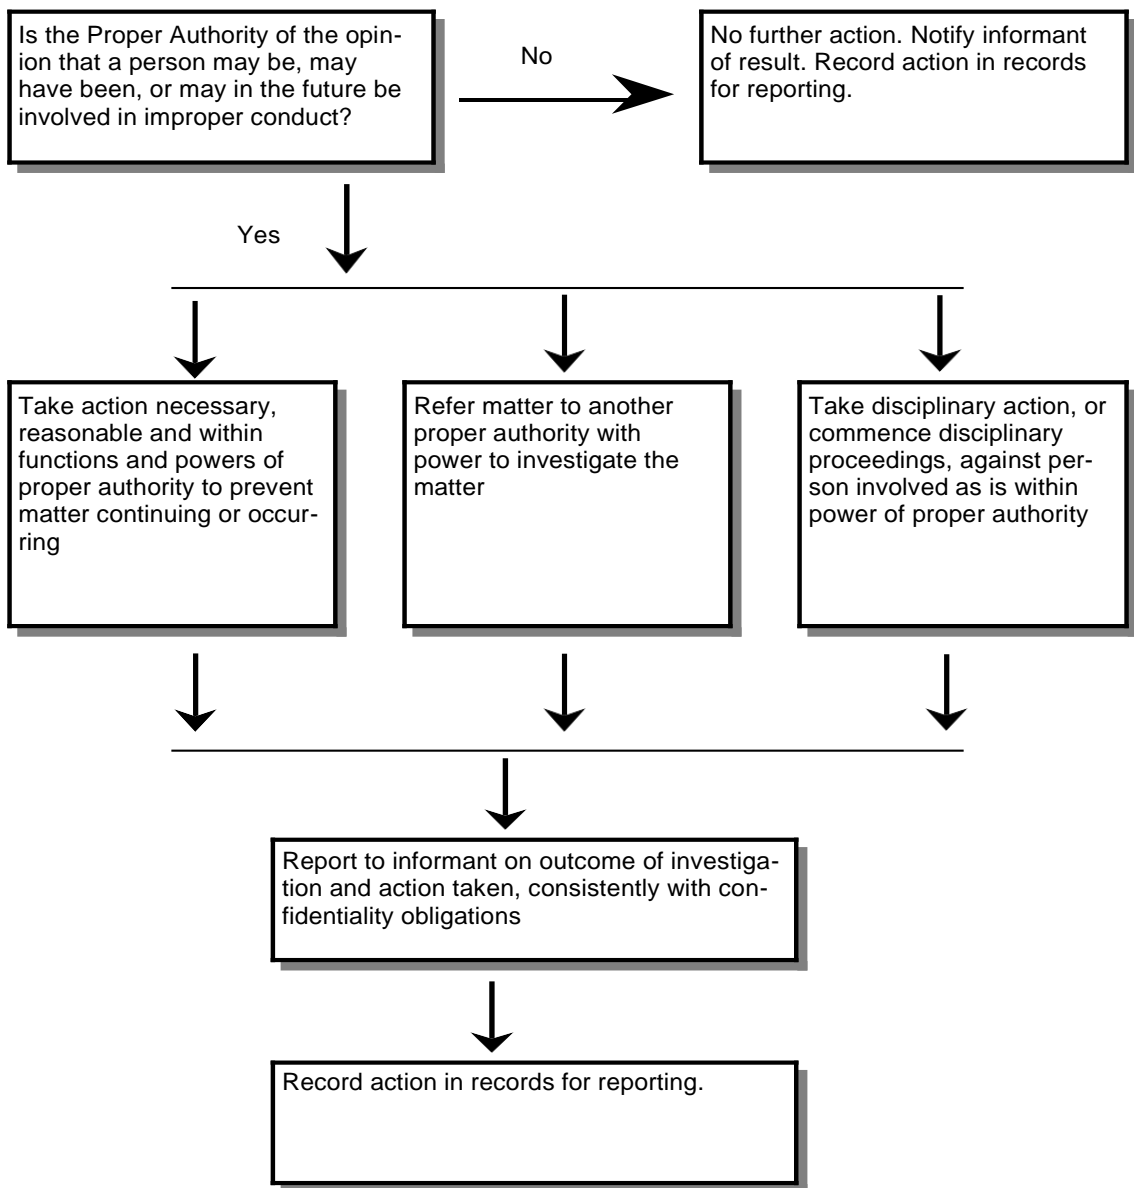 Is the Proper Authority of the opin-
ion that a person may be, may
have been, or may in the future be
involved in improper conduct?
No
No further action. Notify informant
of result. Record action in records
for reporting.
Yes
Take action necessary,
reasonable and within
functions and powers of
proper authority to prevent
matter continuing or occur-
ring
Refer matter to another
proper authority with
power to investigate the
matter
Take disciplinary action, or
commence disciplinary
proceedings, against per-
son involved as is within
power of proper authority
Report to informant on outcome of investiga-
tion and action taken, consistently with con-
fidentiality obligations
Record action in records for reporting.